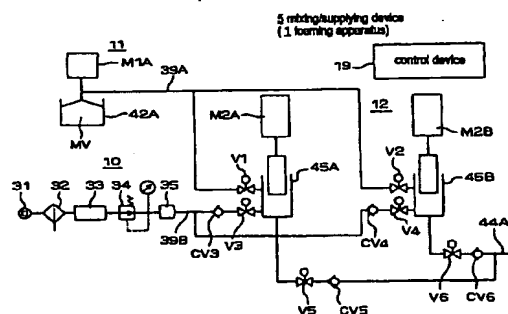 5 mixing/supplying device
( 1 foaming apparatus)
11
M1A
39A
19
control device
42A
M2A
12
M2B
MV
V1
45A
V2
45B
10
31
32
33
34
35
39B
CV3
V3
CV4
V4
44A
V6
CV6
V5
CV5